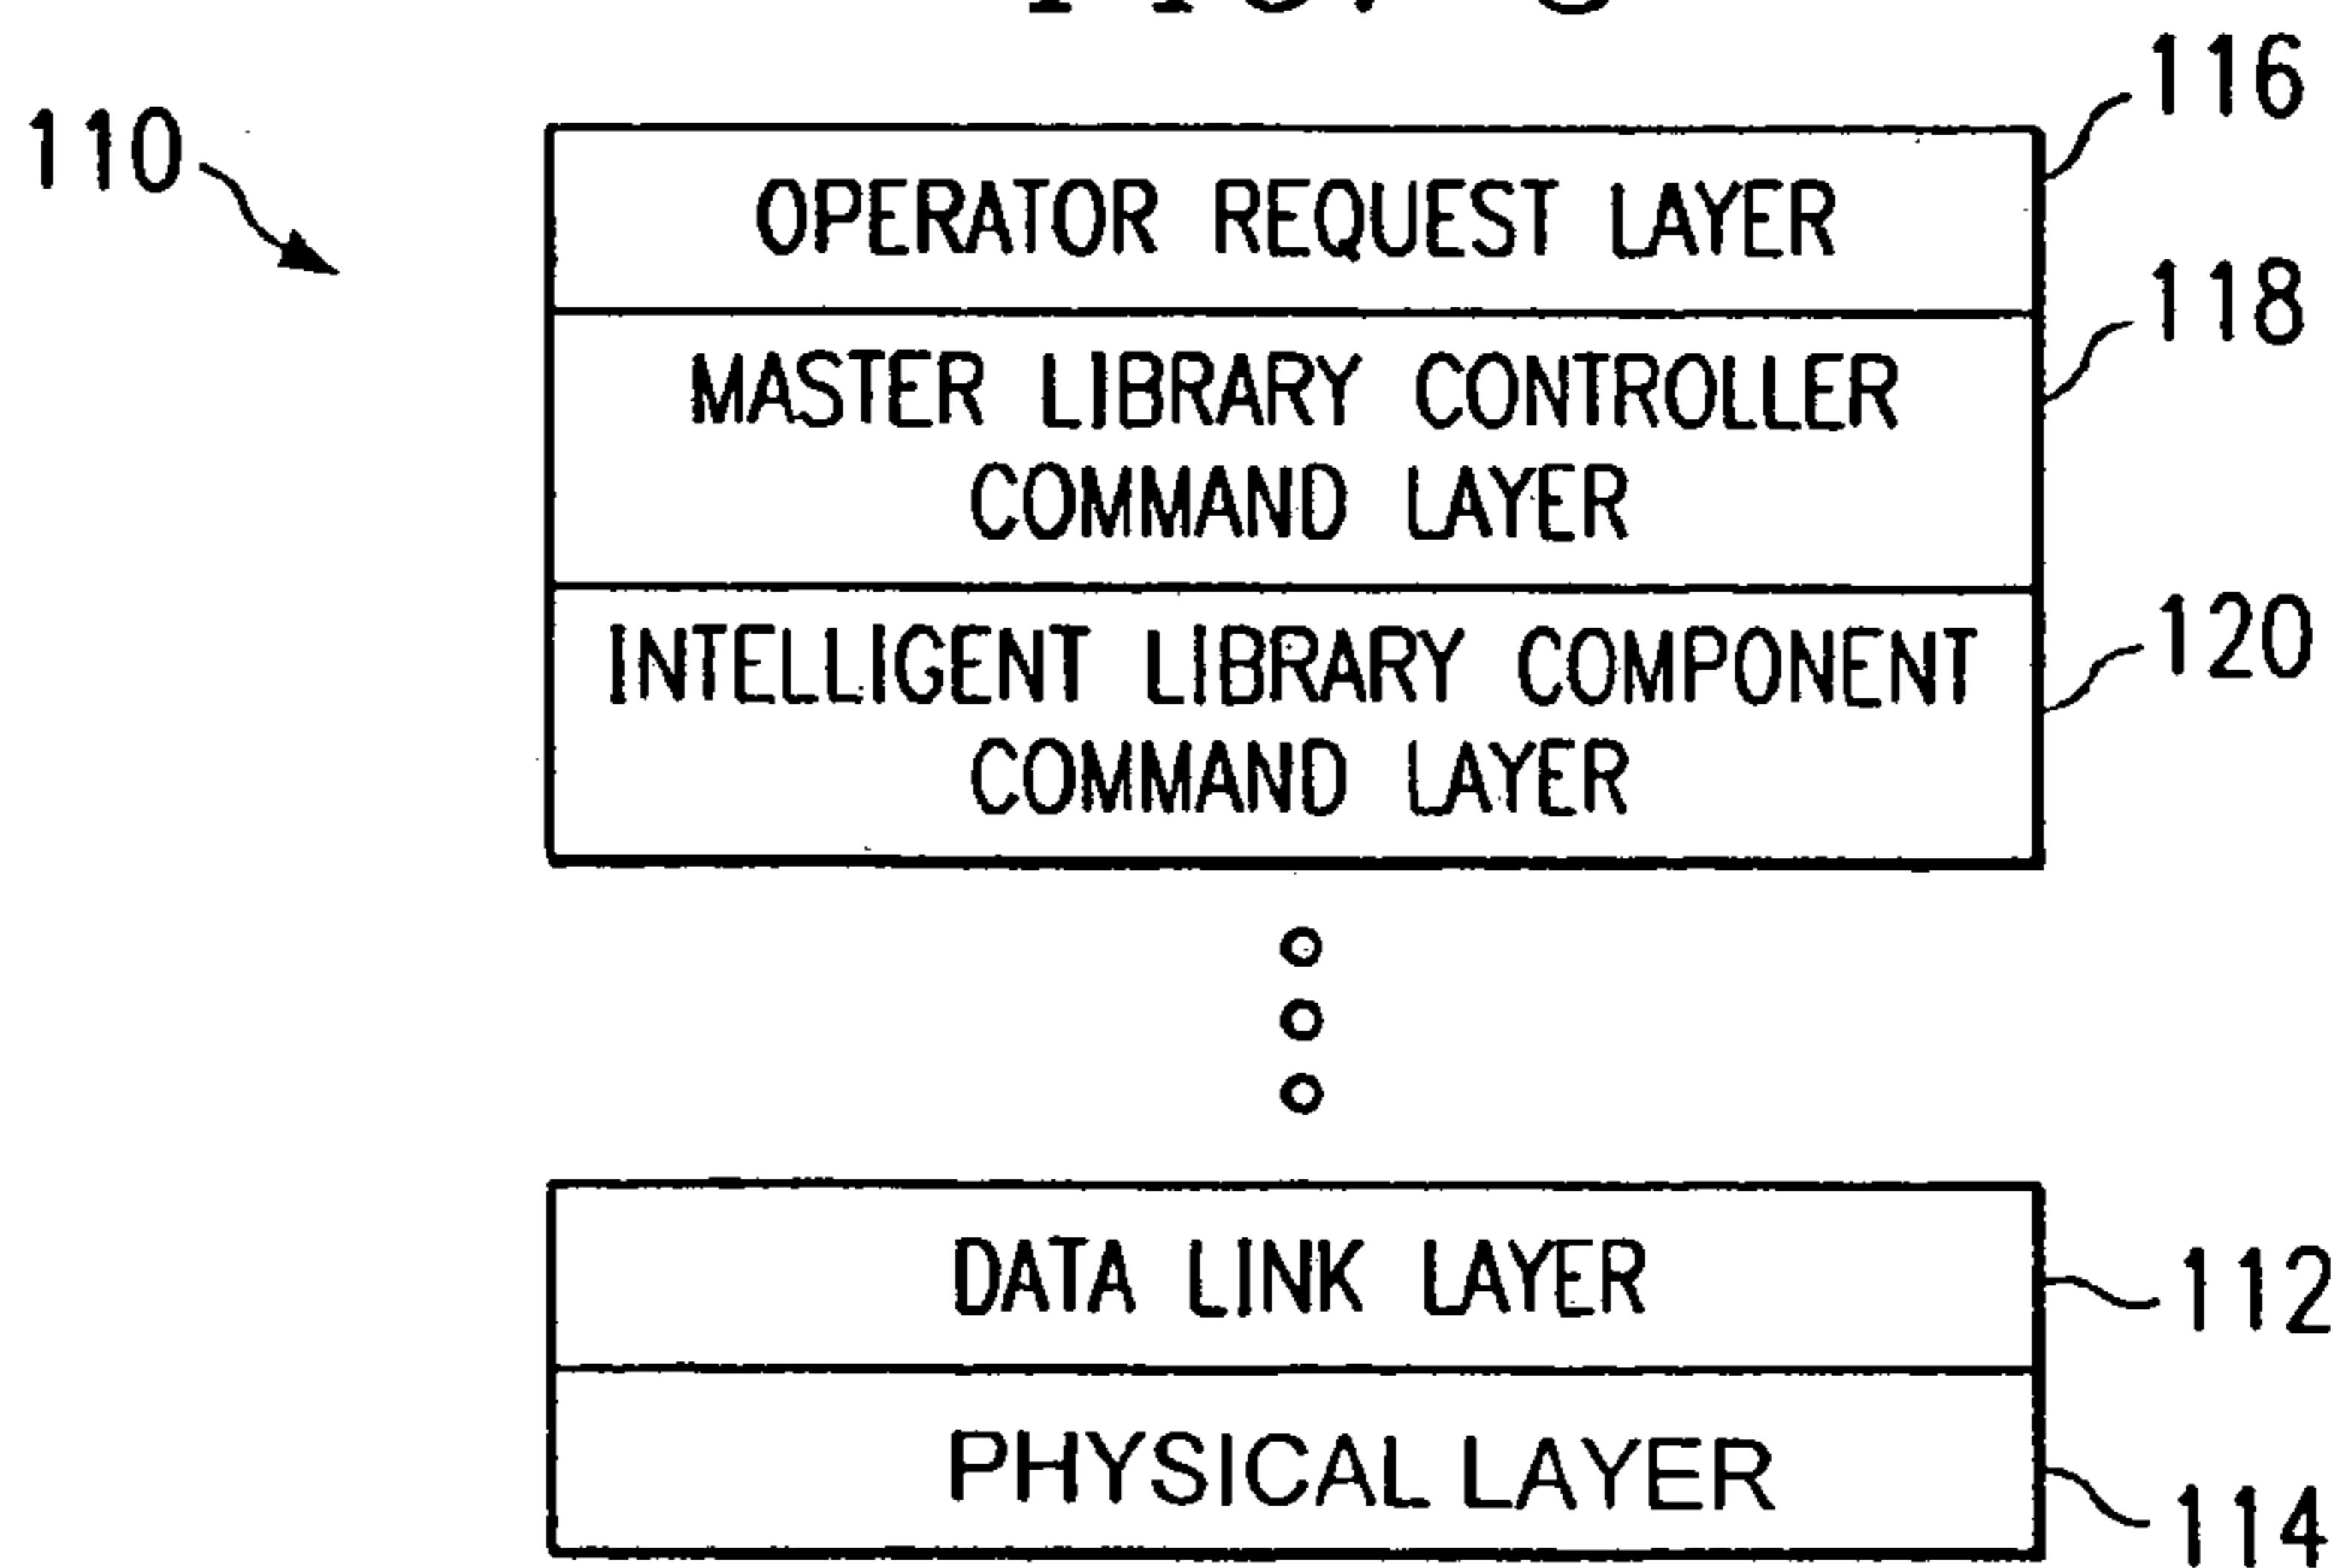 110
116
OPERATOR REQUEST LAYER
118
MASTER LIBRARY CONTROLLER
COMMAND LAYER
120
INTELLIGENT LIBRARY COMPONENT
COMMAND LAYER
DATA LINK LAYER
112
PHYSICAL LAYER
114